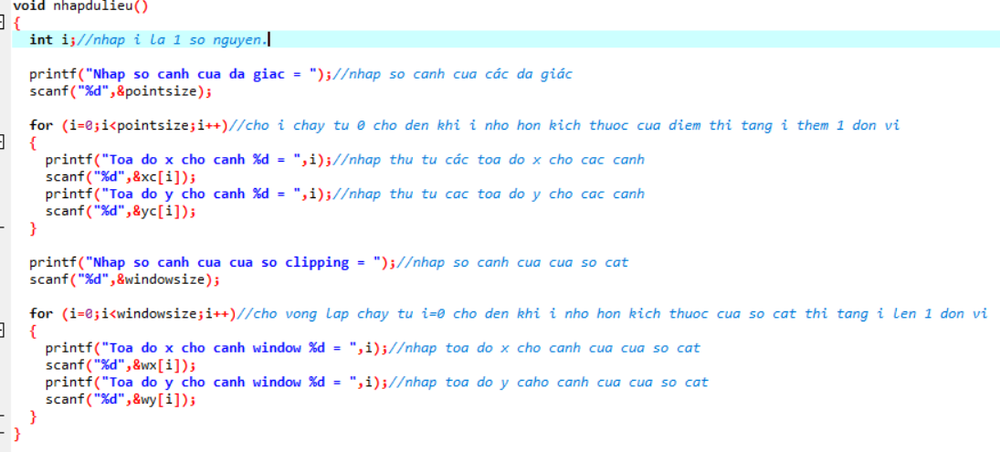 void nhapdulieu()
{
int i;//nhap i la 1 so nguyen.
printf("Nhap so canh cua da giac = ");//nhap so canh cua các da giác
scanf("%d",&pointsize);
for (i=0;i<pointsize;i++)//cho i chay tu 0 cho den khi i nho hon kich thuoc cua diem thi tang i them 1 don vi
{
printf("Toa do x cho canh %d = ",i);//nhap thu tu các toa do x cho cac canh
scanf("%d",&xc[i]);
printf("Toa do y cho canh %d = ",i);//nhap thu tu cac toa do y cho cac canh
scanf("%d",&yc[i]);
}
printf("Nhap so canh cua cua so clipping = ");//nhap so canh cua cua so cat
scanf("%d",&windowsize);
for (i=0;i<windowsize;i++)//cho vong lap chay tu i=0 cho den khi i nho hon kich thuoc cua so cat thi tang i len 1 don vi
{
printf("Toa do x cho canh window %d = ",i);//nhap toa do x cho canh cua cua so cat
scanf("%d",&wx[i]);
printf("Toa do y cho canh window %d = ",i);//nhap toa do y caho canh cua cua so cat
scanf("%d",&wy[i]);
}
}